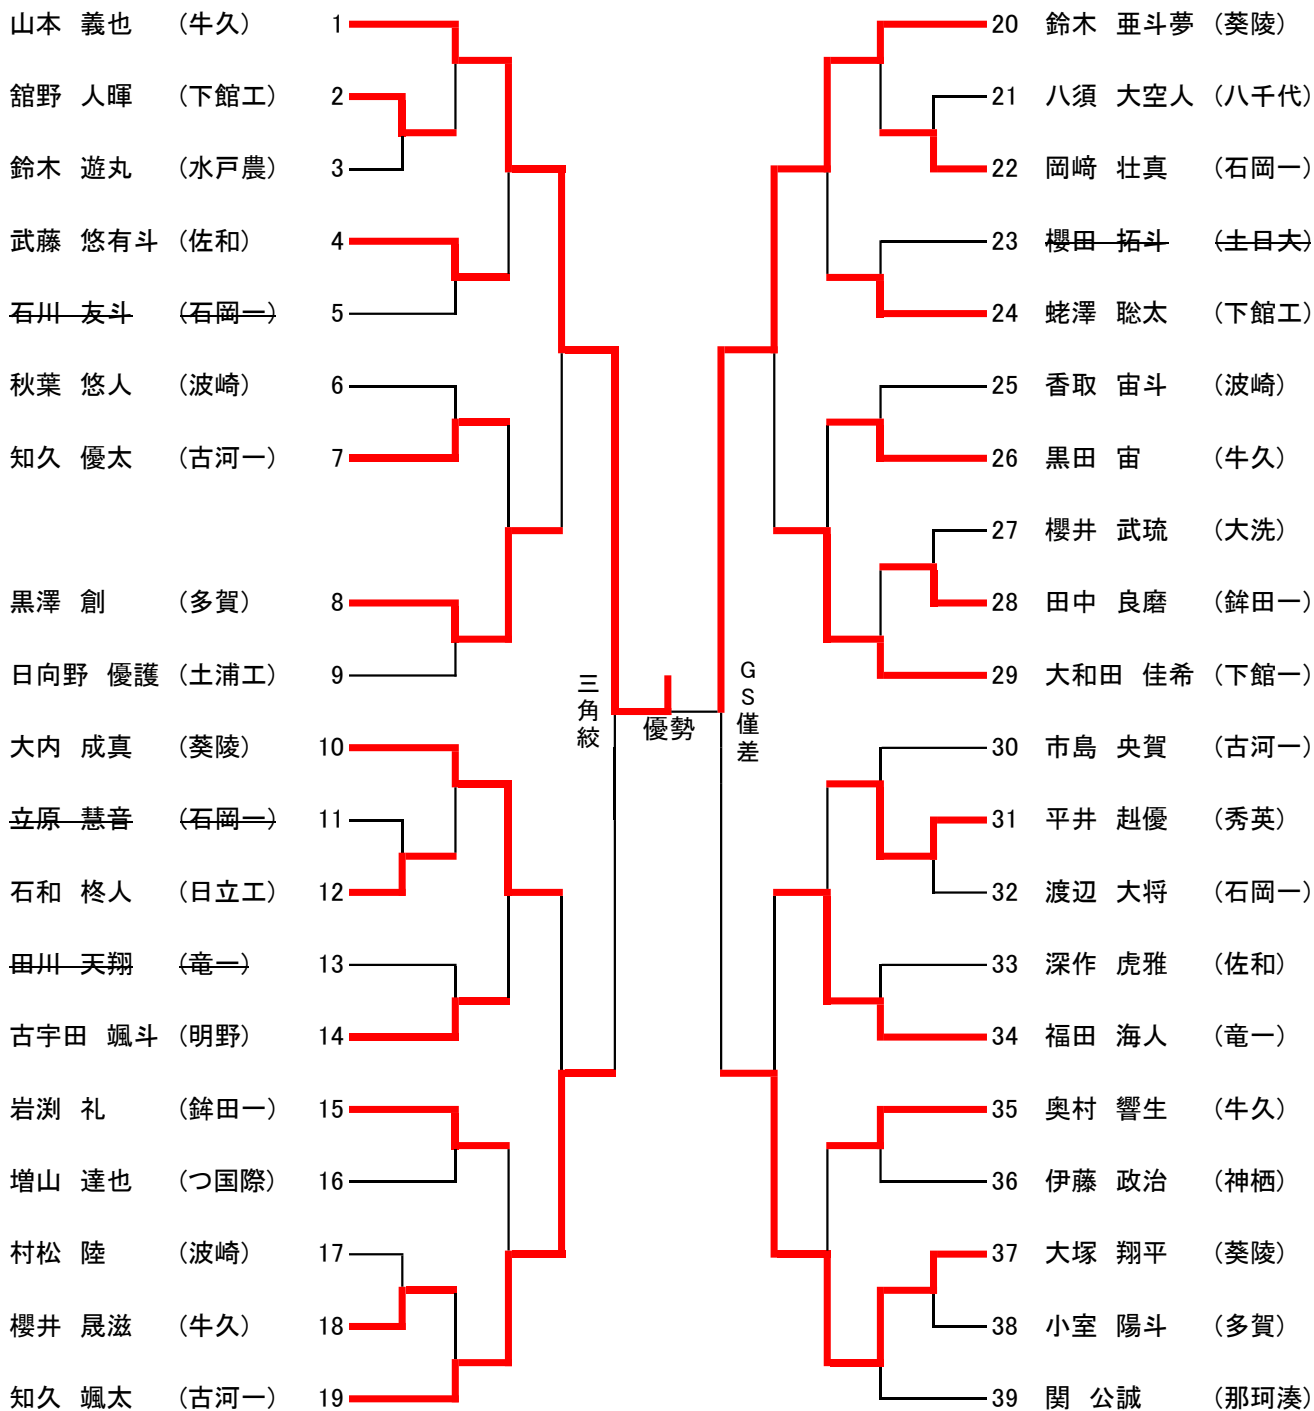 山本 義也 (牛久) 1
舘野 人暉 (下館工) 2
鈴木 遊丸 (水戸農) 3
武藤 悠有斗 (佐和) 4
石川 友斗 (石岡一) 5
秋葉 悠人 (波崎) 6
知久 優太 (古河一) 7
黒澤 創 (多賀) 8
日向野 優護 (土浦工) 9
大内 成真 (葵陵) 10
立原 慧音 (石岡一) 11
石和 柊人 (日立工) 12
田川 天翔 (竜一) 13
古宇田 颯斗 (明野) 14
岩渕 礼 (鉾田一) 15
増山 達也 (つ国際) 16
村松 陸 (波崎) 17
櫻井 晟滋 (牛久) 18
知久 颯太 (古河一) 19
三角絞
優勢
GS僅差
20 鈴木 亜斗夢 (葵陵)
21 八須 大空人 (八千代)
22 岡﨑 壮真 (石岡一)
23 櫻田 拓斗 (土日大)
24 蛯澤 聡太 (下館工)
25 香取 宙斗 (波崎)
26 黒田 宙 (牛久)
27 櫻井 武琉 (大洗)
28 田中 良磨 (鉾田一)
29 大和田 佳希 (下館一)
30 市島 央賀 (古河一)
31 平井 赳優 (秀英)
32 渡辺 大将 (石岡一)
33 深作 虎雅 (佐和)
34 福田 海人 (竜一)
35 奥村 響生 (牛久)
36 伊藤 政治 (神栖)
37 大塚 翔平 (葵陵)
38 小室 陽斗 (多賀)
39 関 公誠 (那珂湊)